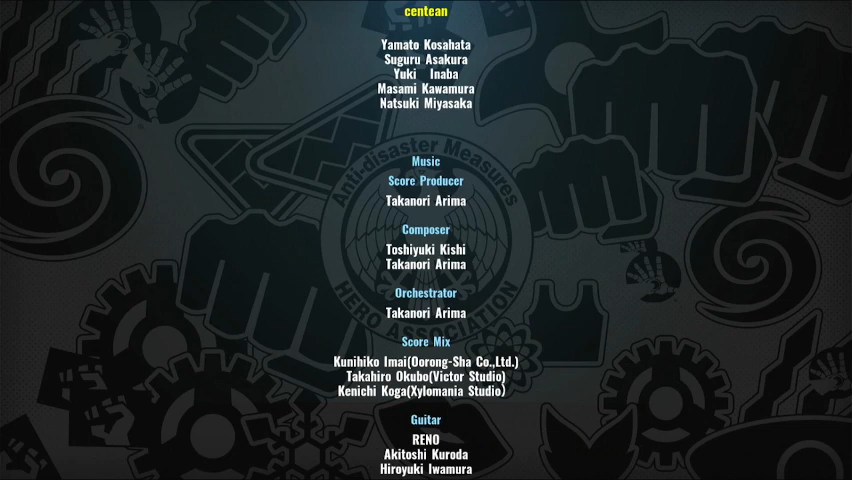 centean
Yamato Kosahata
Suguru Asakura
Yuki Inaba
Masami Kawamura
Natsuki Miyasaka
Music
Score Producer
Takanori Arima
Composer
Toshiyuki Kishi
Takanori Arima
Orchestrator
Takanori Arima
Score Mix
Kunihiko Imai(Oorong-Sha Co.,Ltd.)
Takahiro Okubo(Victor Studio)
Kenichi Koga(Xylomania Studio)
Guitar
RENO
Akitoshi Kuroda
Hiroyuki Iwamura
Anti-disaster Measures
HERO ASSOCIATION